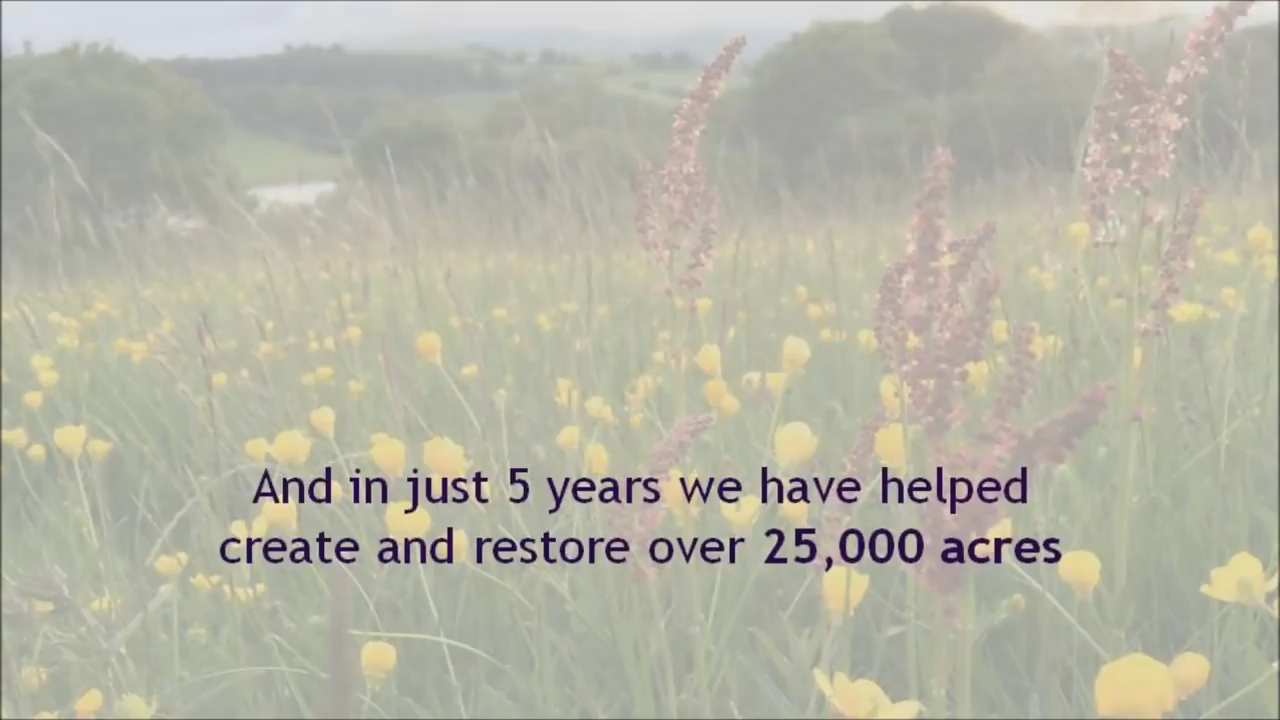 And in just 5 years we have helped
create and restore over 25,000 acres